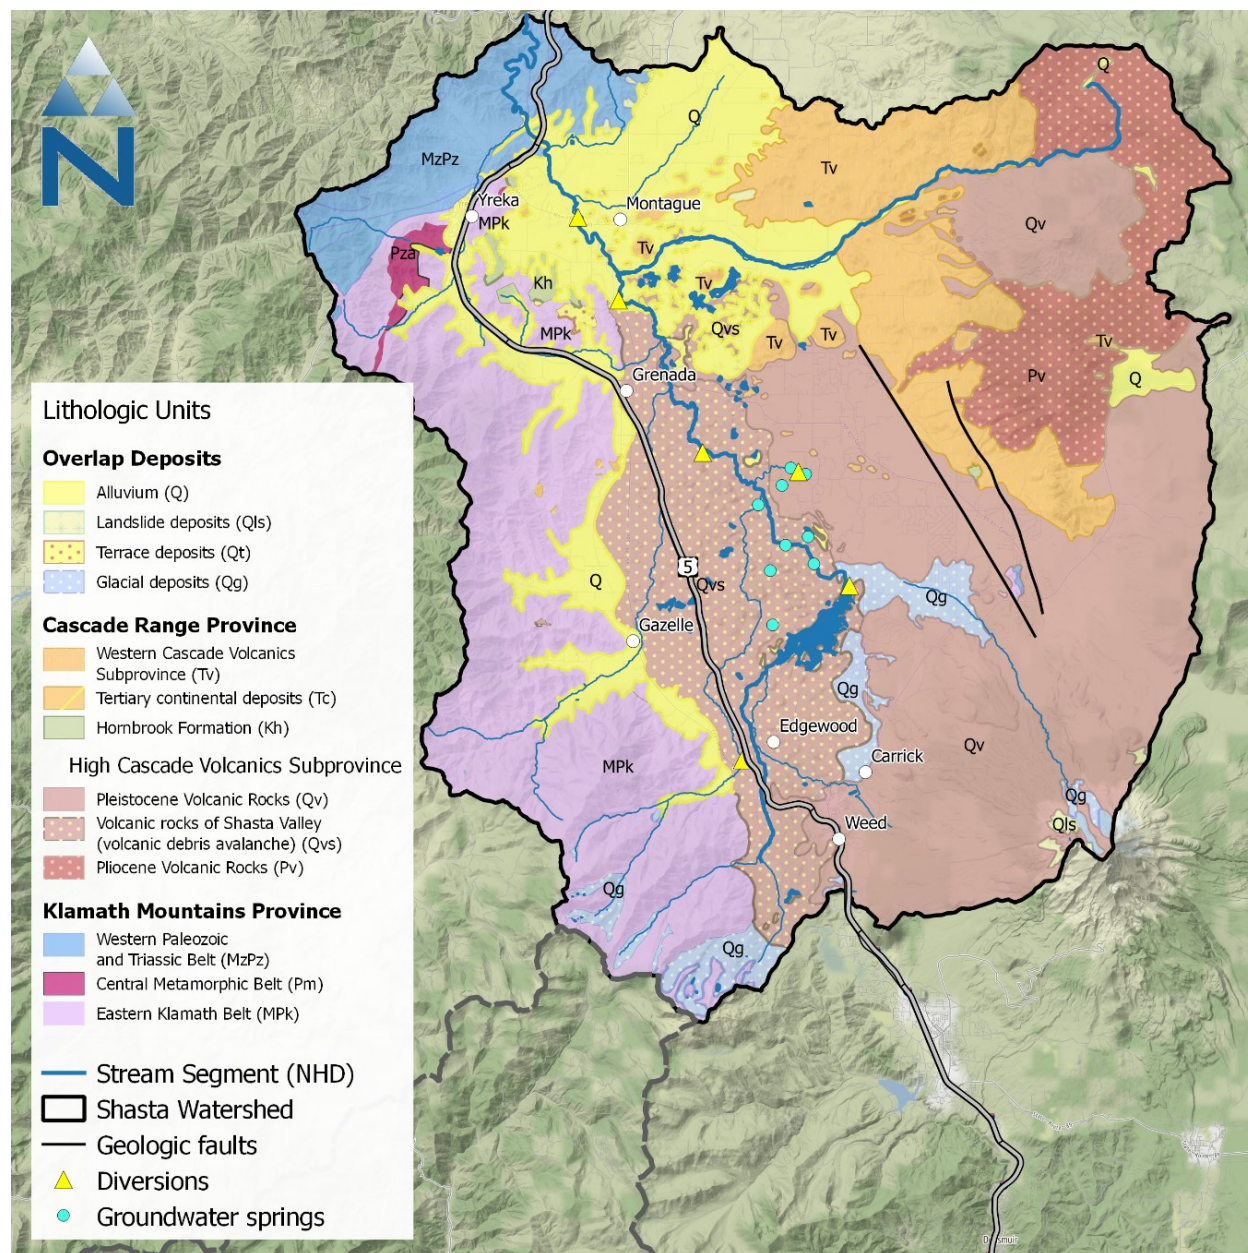 N
Q
Q
MzPz
Tv
Yreka
Montague
MPk
Qv
Pza
Tv
Kh
Tv
Qvs
MPk
Tv
Tv
Tv
Grenada
Pv
Q
Q
5
Qvs
Qg
Gazelle
Qg
Edgewood
Qv
Carrick
MPk
Qg
Weed
Qls
Qg
Qg
Lithologic Units
Overlap Deposits
Alluvium (Q)
Landslide deposits (Qls)
Terrace deposits (Qt)
Glacial deposits (Qg)
Cascade Range Province
Western Cascade Volcanics
Subprovince (Tv)
Tertiary continental deposits (Tc)
Hornbrook Formation (Kh)
High Cascade Volcanics Subprovince
Pleistocene Volcanic Rocks (Qv)
Volcanic rocks of Shasta Valley
(volcanic debris avalanche) (Qvs)
Pliocene Volcanic Rocks (Pv)
Klamath Mountains Province
Western Paleozoic
and Triassic Belt (MzPz)
Central Metamorphic Belt (Pm)
Eastern Klamath Belt (MPk)
Stream Segment (NHD)
Shasta Watershed
Geologic faults
Diversions
Groundwater springs